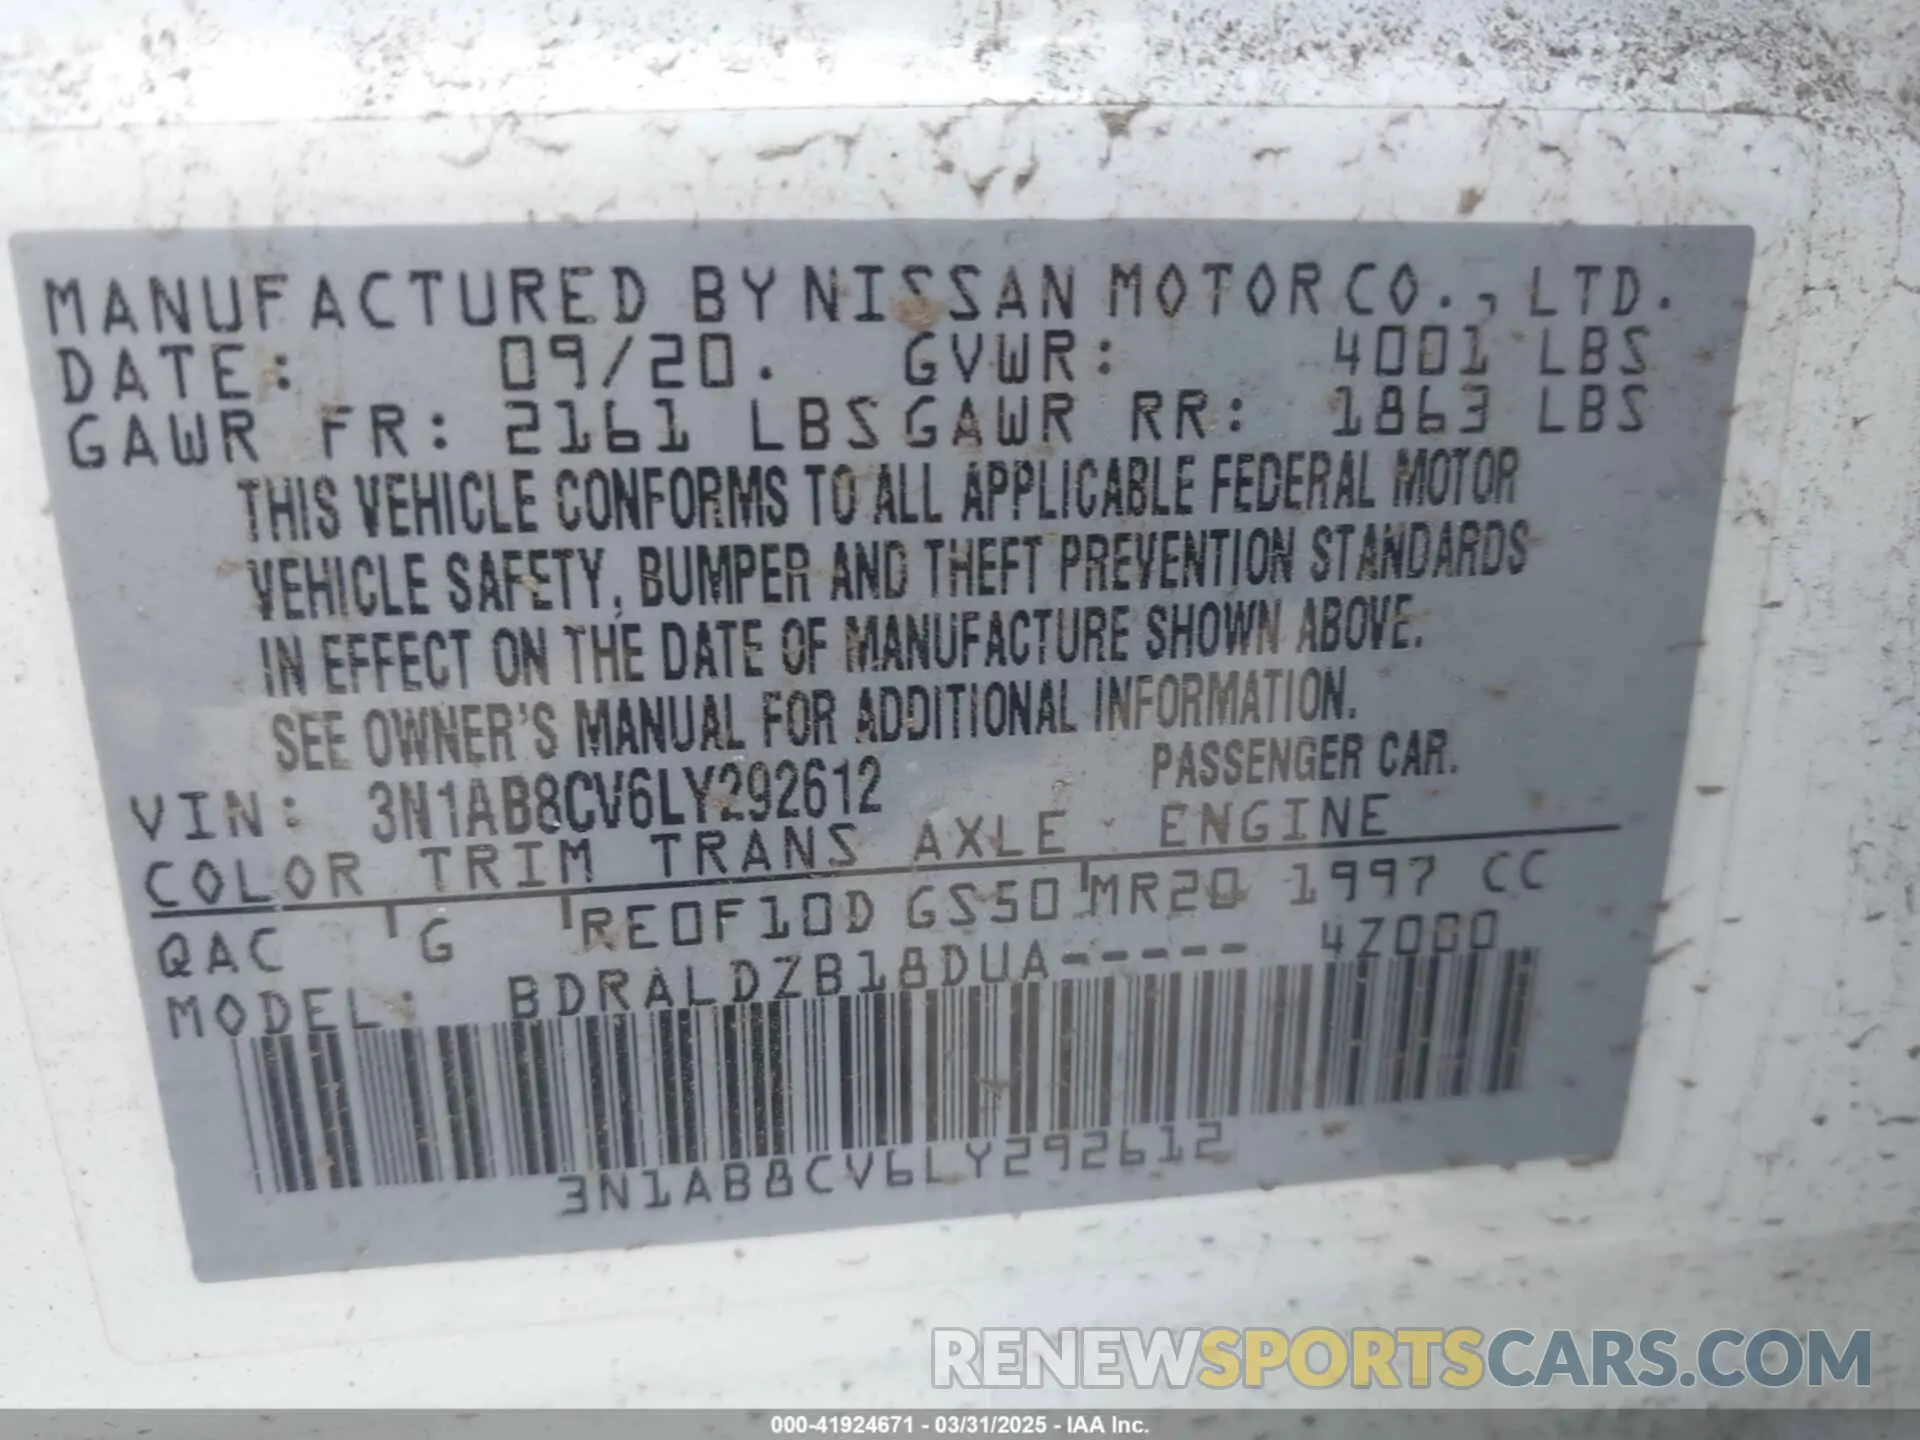 MANUFACTURED BY NISSAN MOTOR CO., LTD.
DATE: 09/20. GVWR: 4001 LBS
GAWR FR: 2161 LBS GAWR RR: 1863 LBS
THIS VEHICLE CONFORMS TO ALL APPLICABLE FEDERAL MOTOR
VEHICLE SAFETY, BUMPER AND THEFT PREVENTION STANDARDS
IN EFFECT ON THE DATE OF MANUFACTURE SHOWN ABOVE.
SEE OWNER'S MANUAL FOR ADDITIONAL INFORMATION.
VIN: 3N1AB8CV6LY292612 PASSENGER CAR.
COLOR TRIM TRANS AXLE ENGINE
QAC G RE0F10D GS50 MR20 1997 CC
MODEL: BDRALDZB18DUA----- 4Z000
3N1AB8CV6LY292612
RENEWSPORTSCARS.COM
000-41924671 - 03/31/2025 - IAA Inc.